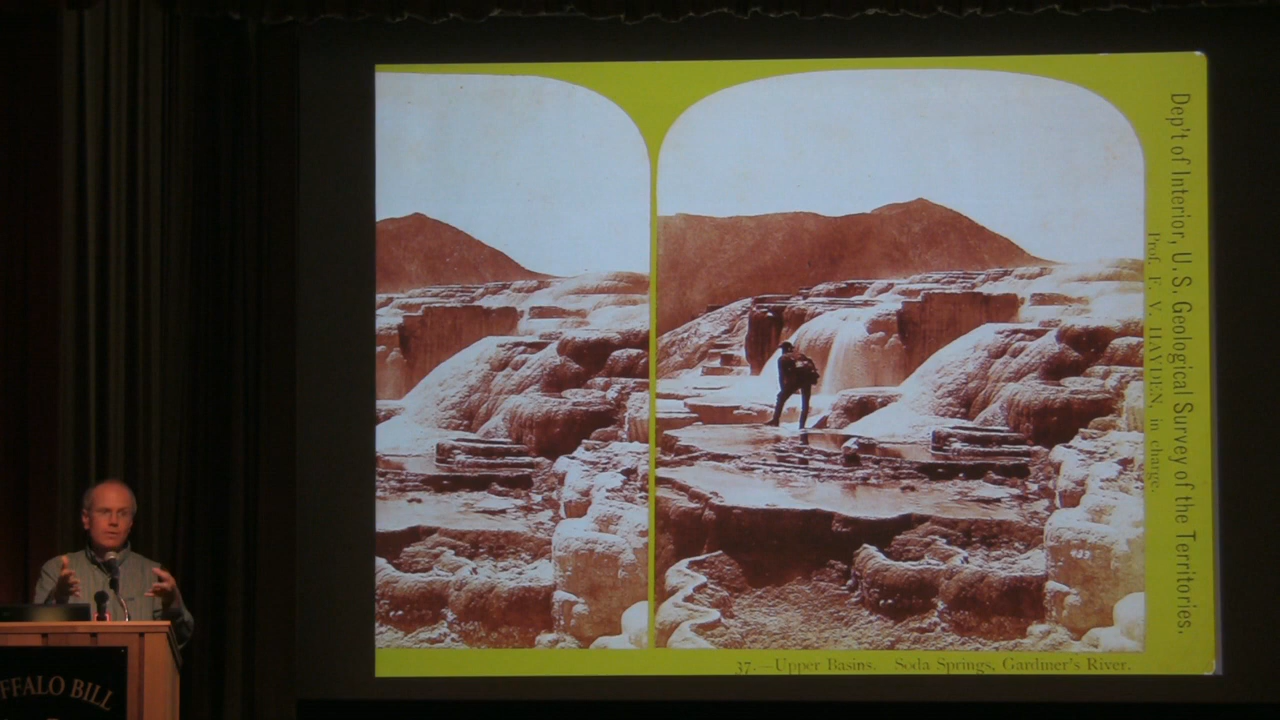 Dep't of Interior, U. S. Geological Survey of the Territories.
Prof. F. V. HAYDEN, in charge.
37.—Upper Basins. Soda Springs, Gardiner's River.
FFALO BILL